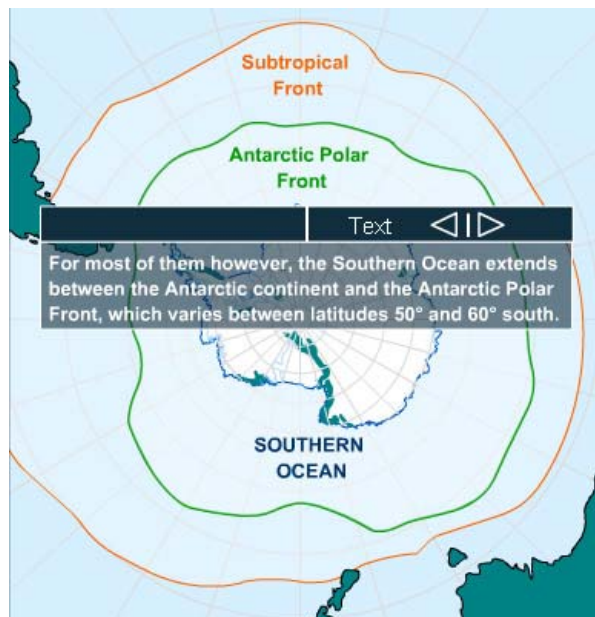 Subtropical
Front
Antarctic Polar
Front
Text
For most of them however, the Southern Ocean extends
between the Antarctic continent and the Antarctic Polar
Front, which varies between latitudes 50° and 60° south.
SOUTHERN
OCEAN